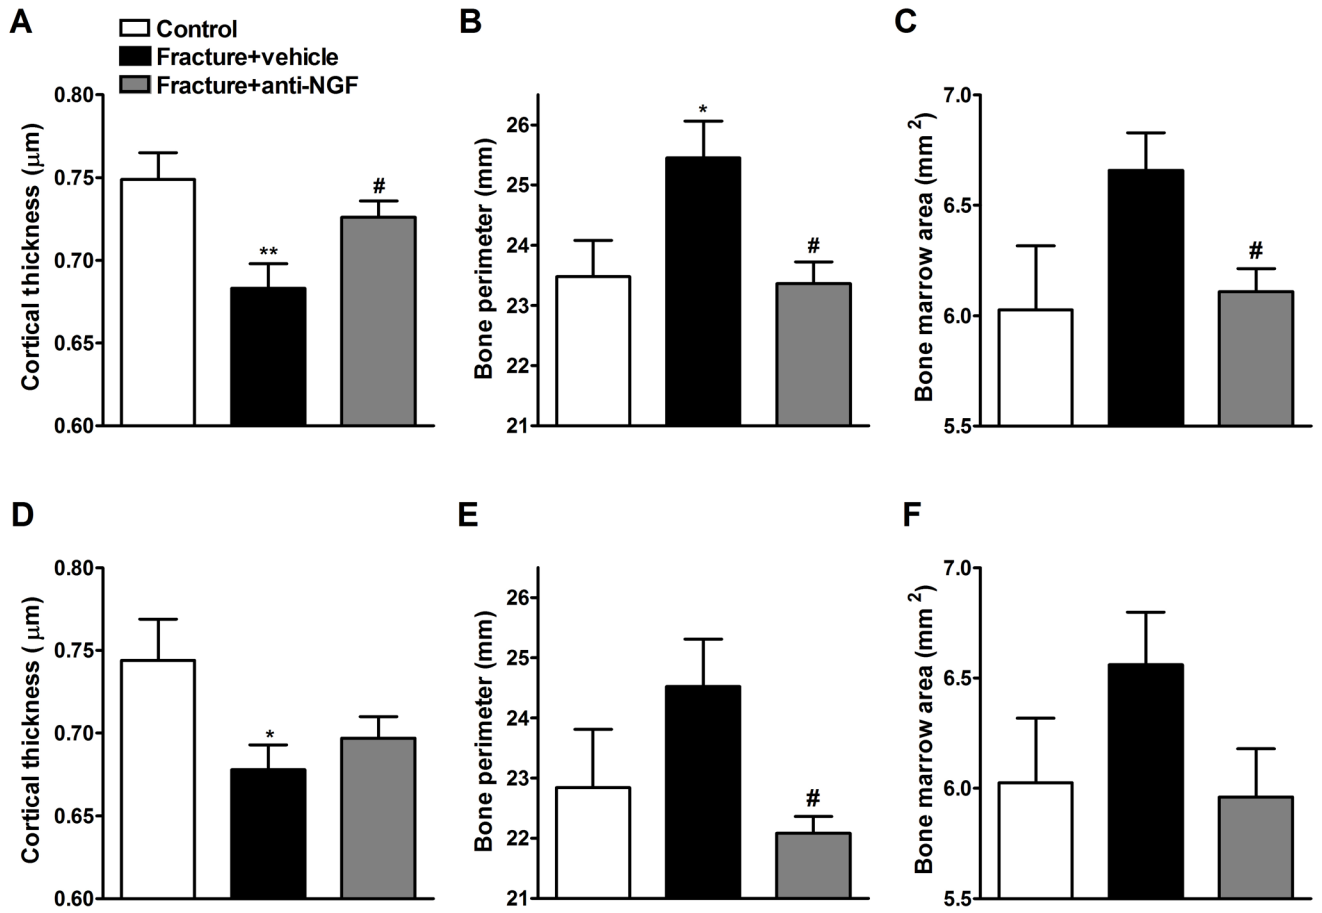 A
Control
Fracture+vehicle
Fracture+anti-NGF
Cortical thickness (μm)
0.80
0.75
0.70
0.65
0.60
**
#
B
Bone perimeter (mm)
26
25
24
23
22
21
*
#
C
Bone marrow area (mm ²)
7.0
6.5
6.0
5.5
#
D
Cortical thickness ( μm)
0.80
0.75
0.70
0.65
0.60
*
E
Bone perimeter (mm)
26
25
24
23
22
21
#
F
Bone marrow area (mm ²)
7.0
6.5
6.0
5.5